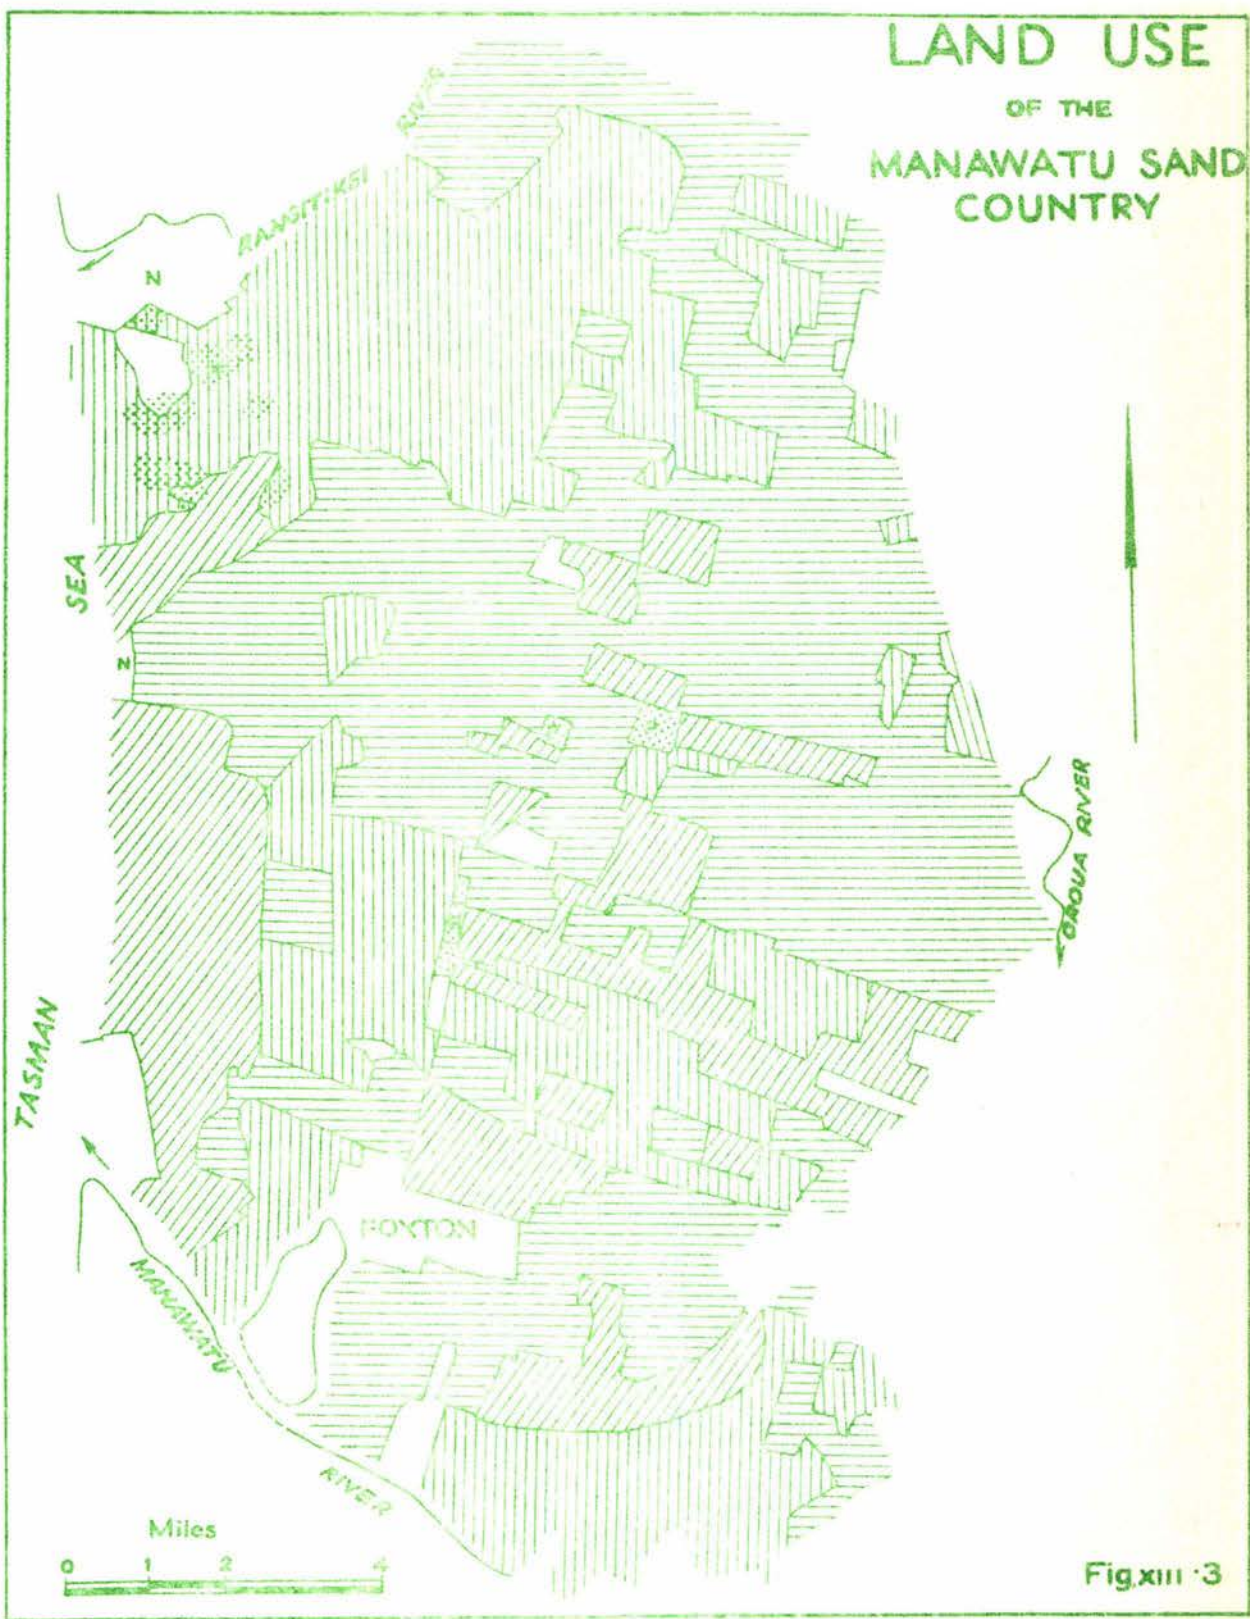 LAND USE
OF THE
MANAWATU SAND
COUNTRY
RANGITIKEI
RIVER
N
SEA
N
OROUA RIVER
TASMAN
FOXTON
MANAWATU
RIVER
Miles
0 1 2 4
Fig.XIII·3